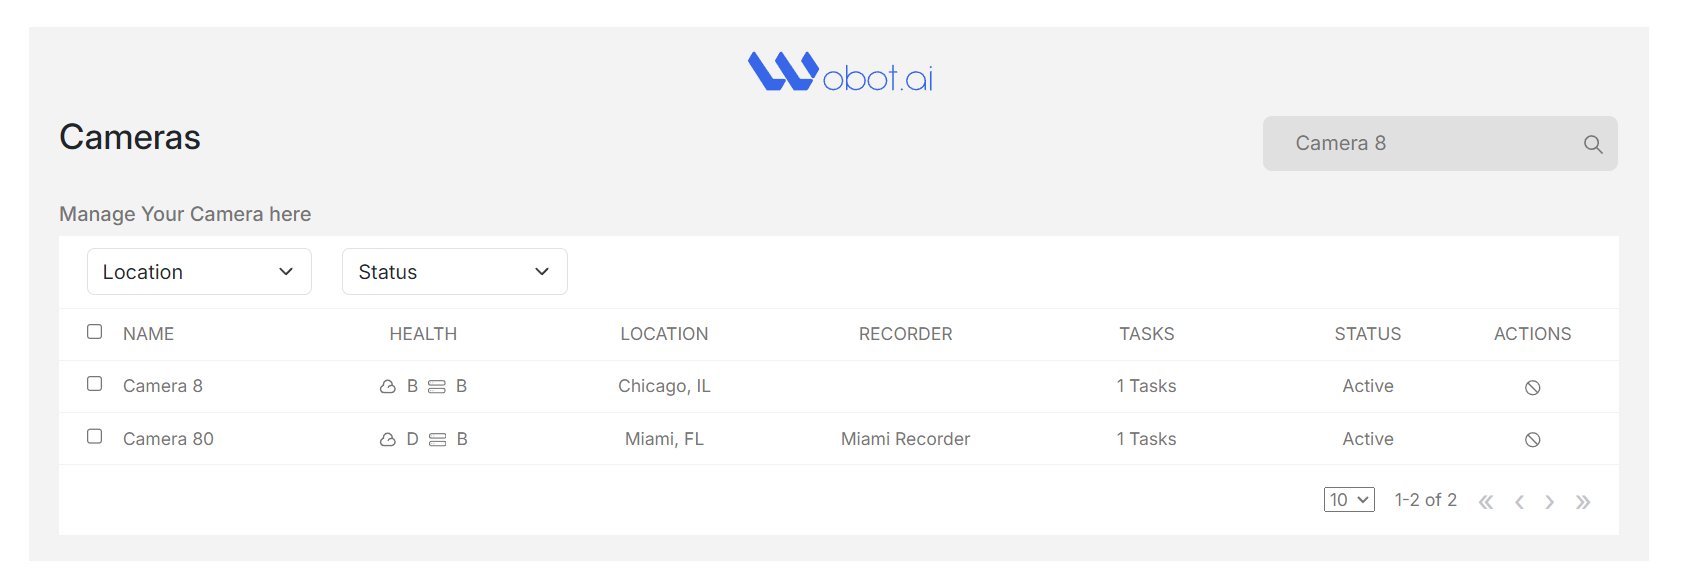 Wobot.ai
Cameras
Camera 8
Manage Your Camera here
Location Status
NAME HEALTH LOCATION RECORDER TASKS STATUS ACTIONS
Camera 8 B B Chicago, IL 1 Tasks Active
Camera 80 D B Miami, FL Miami Recorder 1 Tasks Active
10 1-2 of 2 « ‹ › »